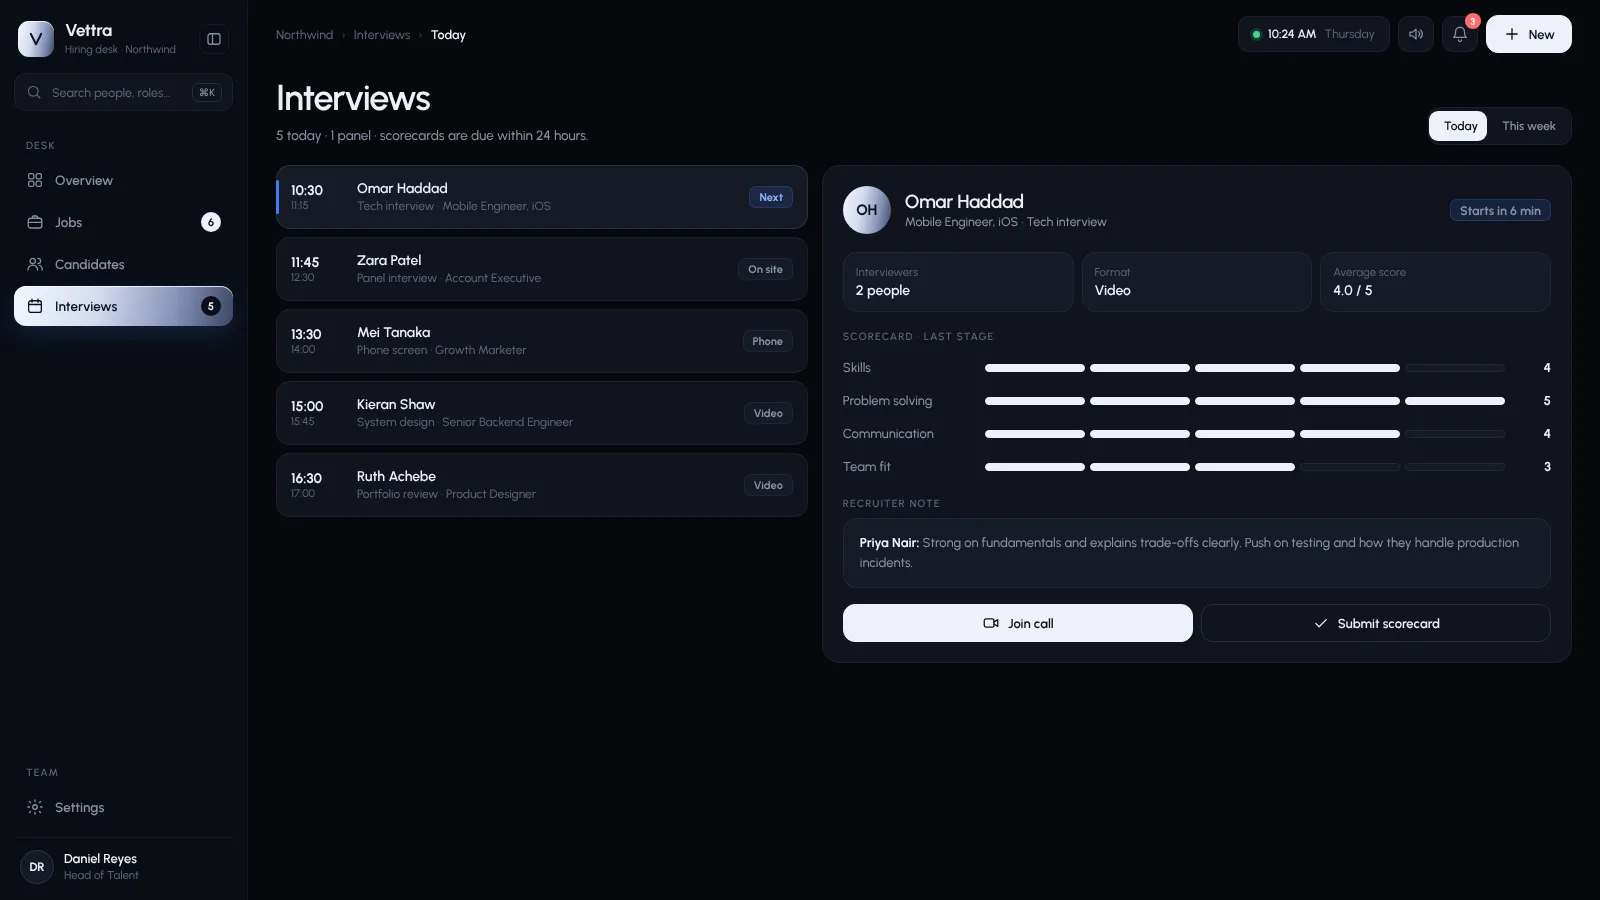 V
Vettra
Hiring desk · Northwind
Search people, roles...
⌘K
DESK
Overview
Jobs
6
Candidates
Interviews
5
TEAM
Settings
DR
Daniel Reyes
Head of Talent
Northwind › Interviews › Today
10:24 AM Thursday
3
New
Interviews
5 today · 1 panel · scorecards are due within 24 hours.
Today
This week
10:30
11:15
Omar Haddad
Tech interview · Mobile Engineer, iOS
Next
11:45
12:30
Zara Patel
Panel interview · Account Executive
On site
13:30
14:00
Mei Tanaka
Phone screen · Growth Marketer
Phone
15:00
15:45
Kieran Shaw
System design · Senior Backend Engineer
Video
16:30
17:00
Ruth Achebe
Portfolio review · Product Designer
Video
OH
Omar Haddad
Mobile Engineer, iOS · Tech interview
Starts in 6 min
Interviewers
2 people
Format
Video
Average score
4.0 / 5
SCORECARD · LAST STAGE
Skills 4
Problem solving 5
Communication 4
Team fit 3
RECRUITER NOTE
Priya Nair: Strong on fundamentals and explains trade-offs clearly. Push on testing and how they handle production
incidents.
Join call
Submit scorecard